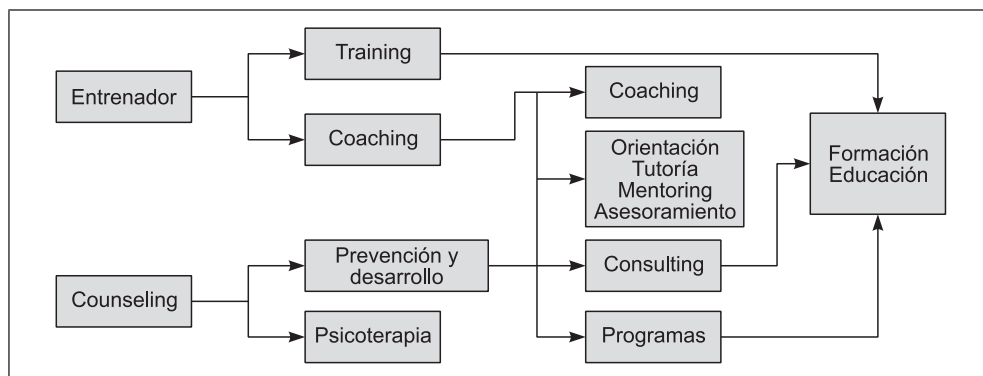 Training
Entrenador
Coaching
Coaching
Orientación
Tutoría
Mentoring
Asesoramiento
Formación
Educación
Prevención y
desarrollo
Consulting
Counseling
Psicoterapia
Programas